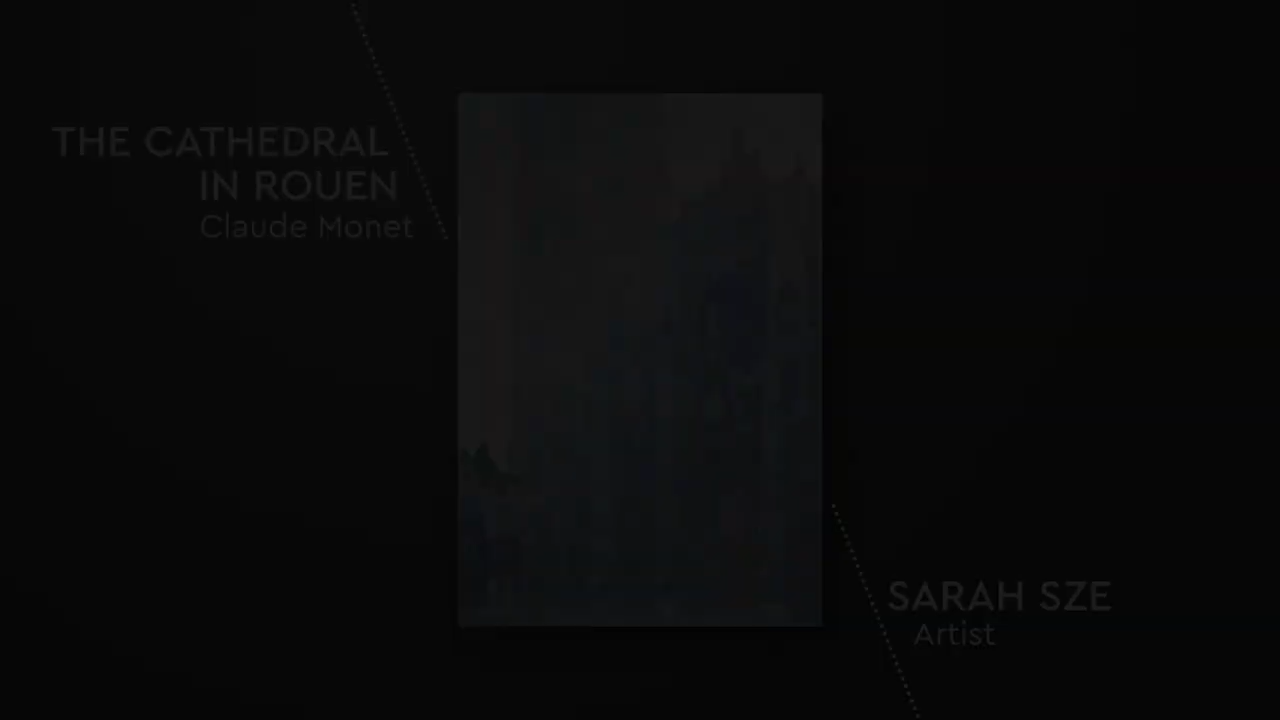 THE CATHEDRAL
IN ROUEN
Claude Monet
SARAH SZE
Artist